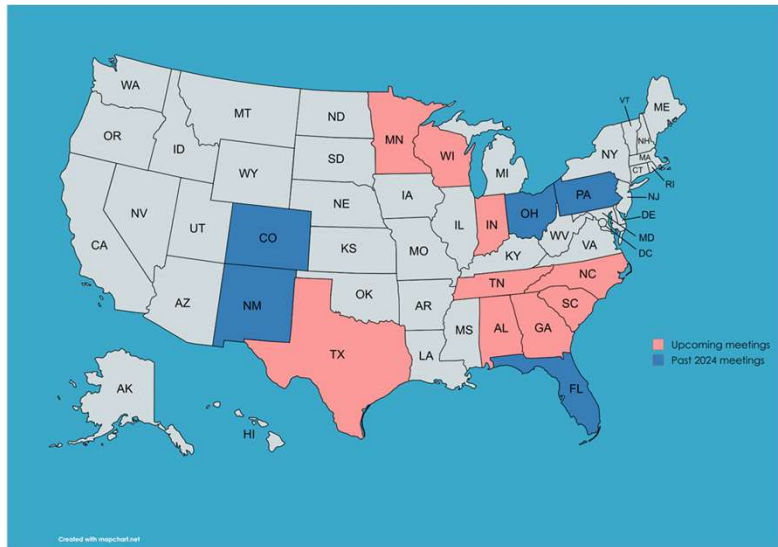 WA
MT
ND
MN
ME
VT
NH
OR
ID
SD
WI
MI
NY
MA
CT
RI
WY
IA
PA
NJ
NE
OH
DE
NV
UT
IL
IN
WV
MD
DC
CA
CO
KS
MO
KY
VA
NC
TN
AZ
NM
OK
AR
SC
MS
AL
GA
Upcoming meetings
Past 2024 meetings
TX
LA
FL
AK
HI
Created with mapchart.net